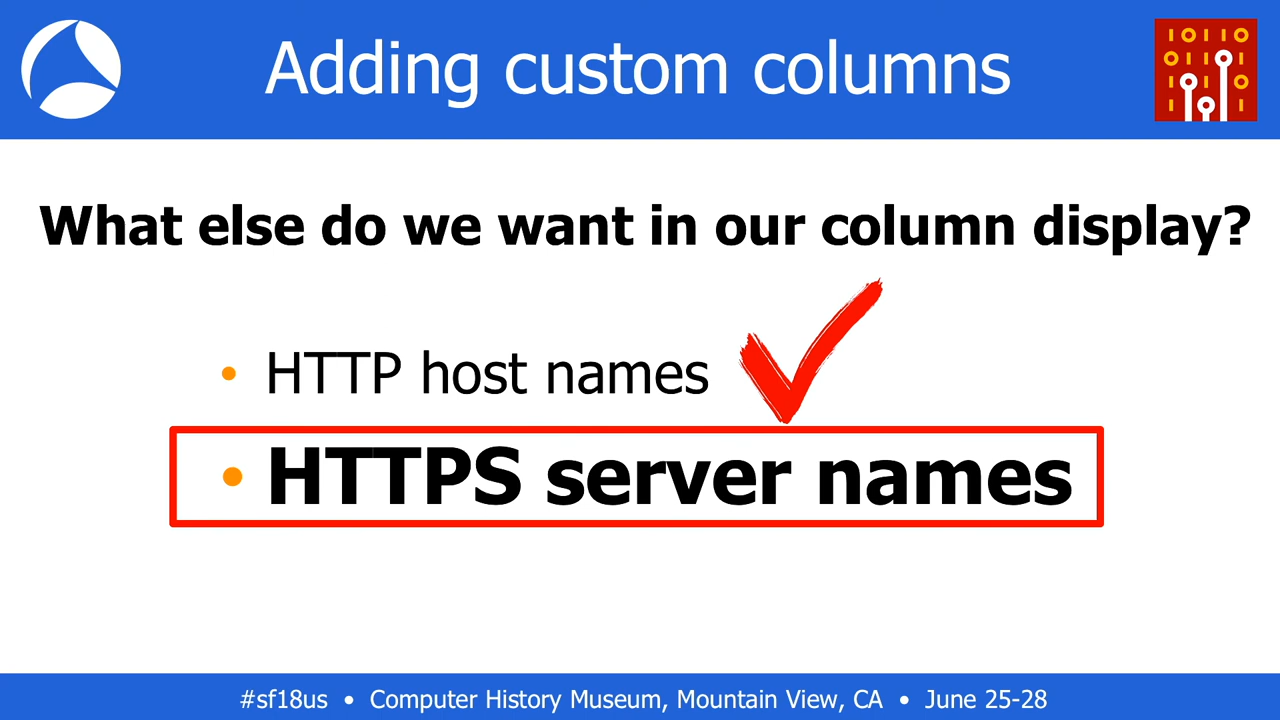 Adding custom columns
What else do we want in our column display?
• HTTP host names
• HTTPS server names
#sf18us • Computer History Museum, Mountain View, CA • June 25-28